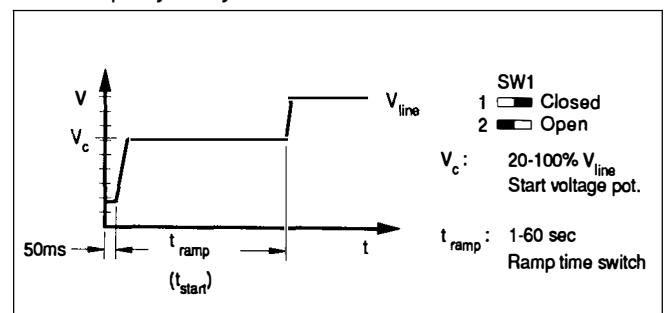 V
V_c
V_line
50ms
t_ramp
(t_start)
t
SW1
1 Closed
2 Open
V_c: 20-100% V_line
Start voltage pot.
t_ramp: 1-60 sec
Ramp time switch